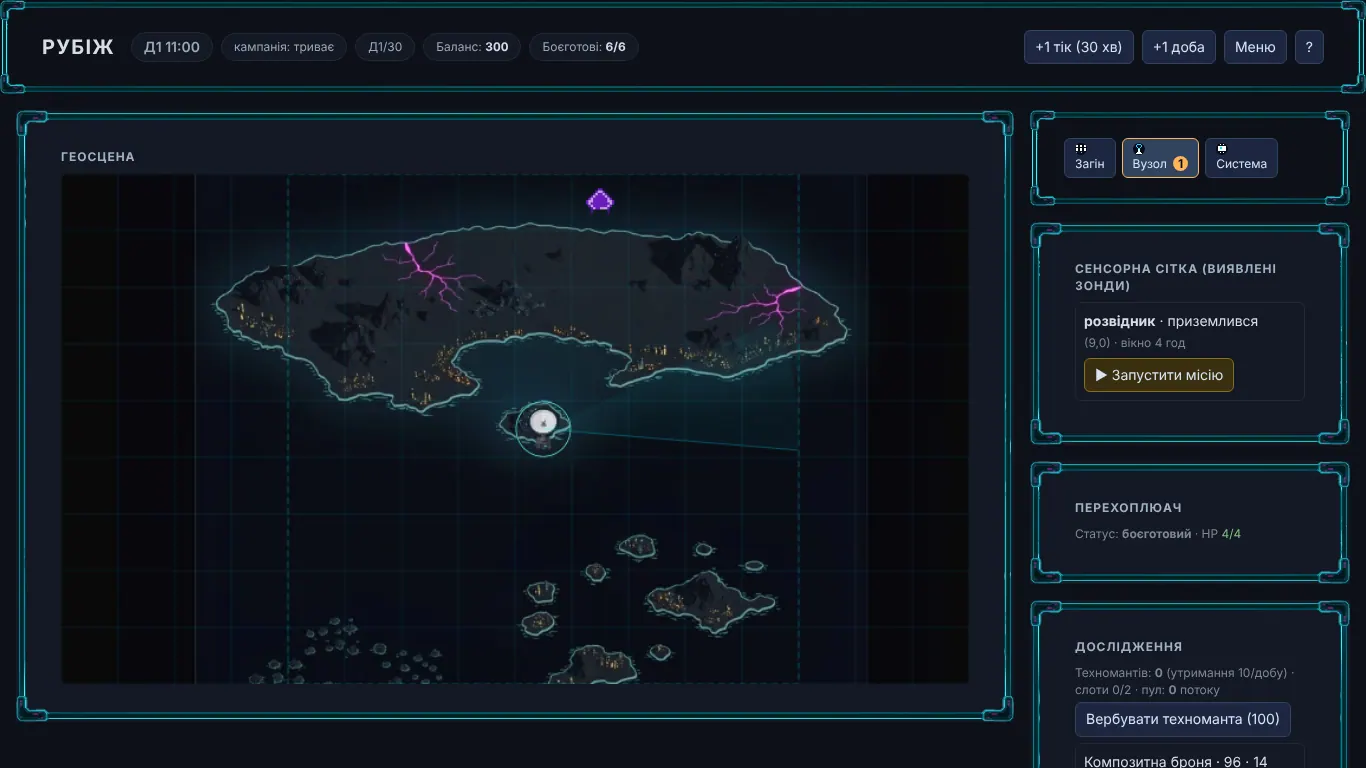 РУБІЖ
Д1 11:00
кампанія: триває
Д1/30
Баланс: 300
Боєготові: 6/6
+1 тік (30 хв)
+1 доба
Меню
?
ГЕОСЦЕНА
Загін
Вузол 1
Система
СЕНСОРНА СІТКА (ВИЯВЛЕНІ
ЗОНДИ)
розвідник · приземлився
(9,0) · вікно 4 год
▶ Запустити місію
ПЕРЕХОПЛЮВАЧ
Статус: боєготовий · HP 4/4
ДОСЛІДЖЕННЯ
Техномантів: 0 (утримання 10/добу) ·
слоти 0/2 · пул: 0 потоку
Вербувати техноманта (100)
Композитна броня · 96 · 14